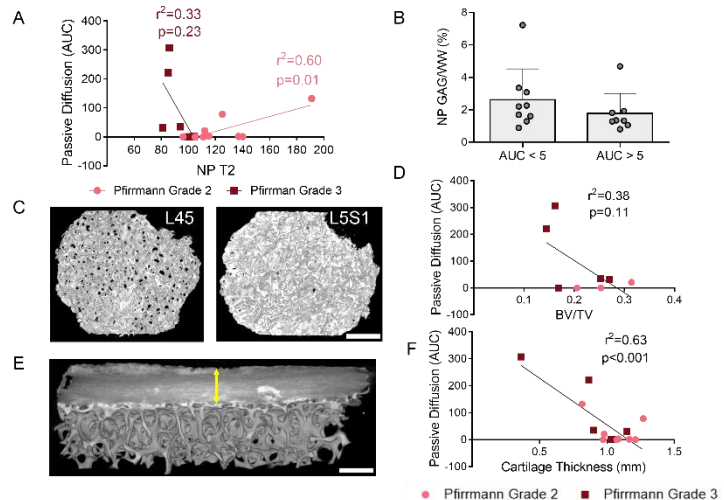 A
r²=0.33
p=0.23
r²=0.60
p=0.01
Passive Diffusion (AUC)
400
300
200
100
0
-100
40 60 80 100 120 140 160 180 200
NP T2
Pfirrmann Grade 2 Pfirrman Grade 3
B
NP GAG/WW (%)
8
6
4
2
0
AUC < 5 AUC > 5
C
L45 L5S1
D
r²=0.38
p=0.11
Passive Diffusion (AUC)
400
300
200
100
0
-100
0.1 0.2 0.3 0.4
BV/TV
E
F
r²=0.63
p<0.001
Passive Diffusion (AUC)
400
300
200
100
0
-100
0.5 1.0 1.5
Cartilage Thickness (mm)
Pfirrmann Grade 2 Pfirrmann Grade 3